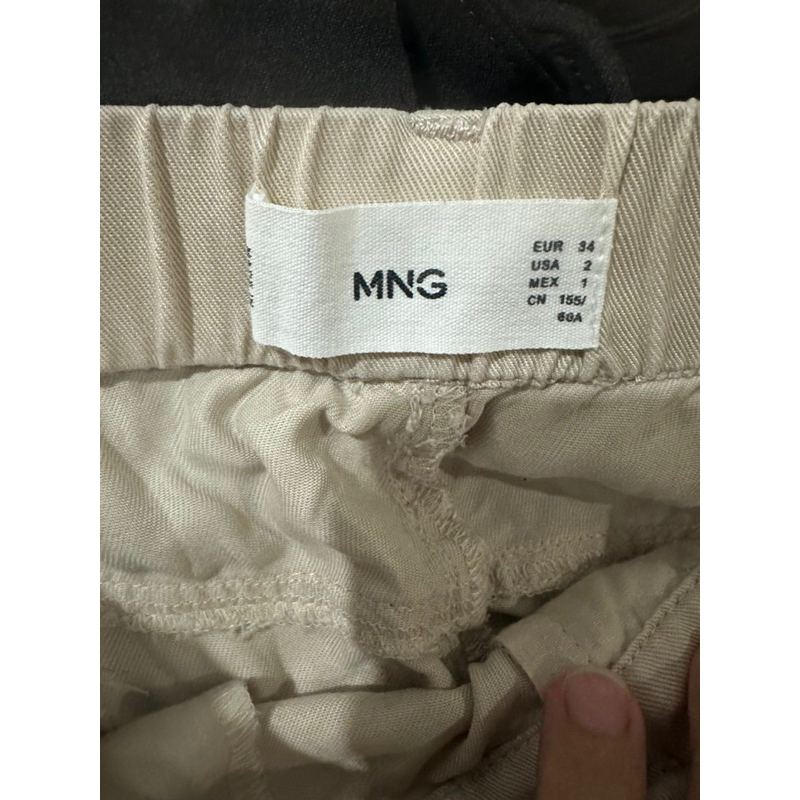 MNG
EUR 34
USA 2
MEX 1
CN 155/
60A